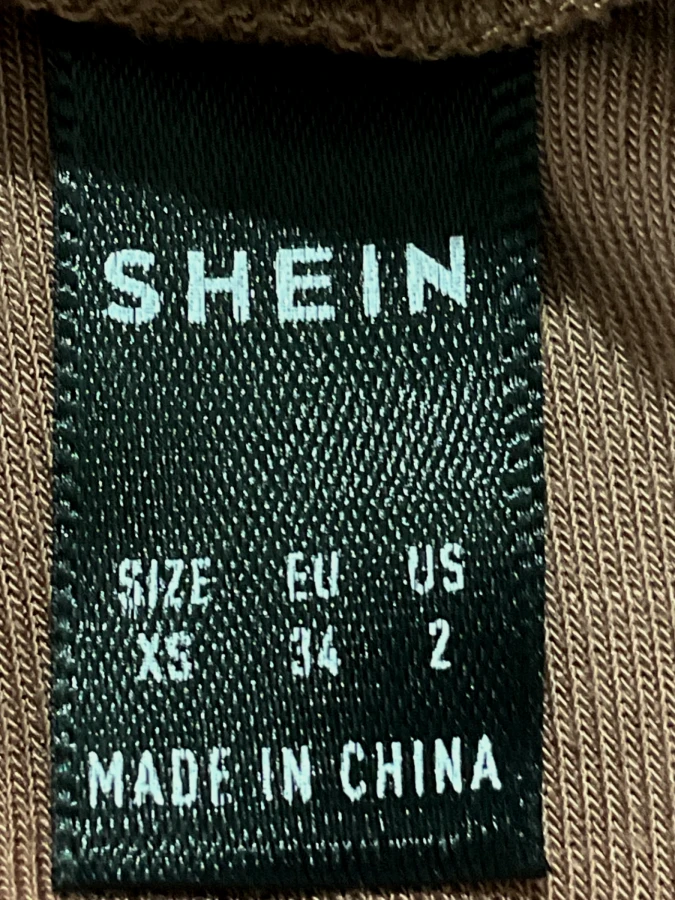 SHEIN
SIZE EU US
XS 34 2
MADE IN CHINA